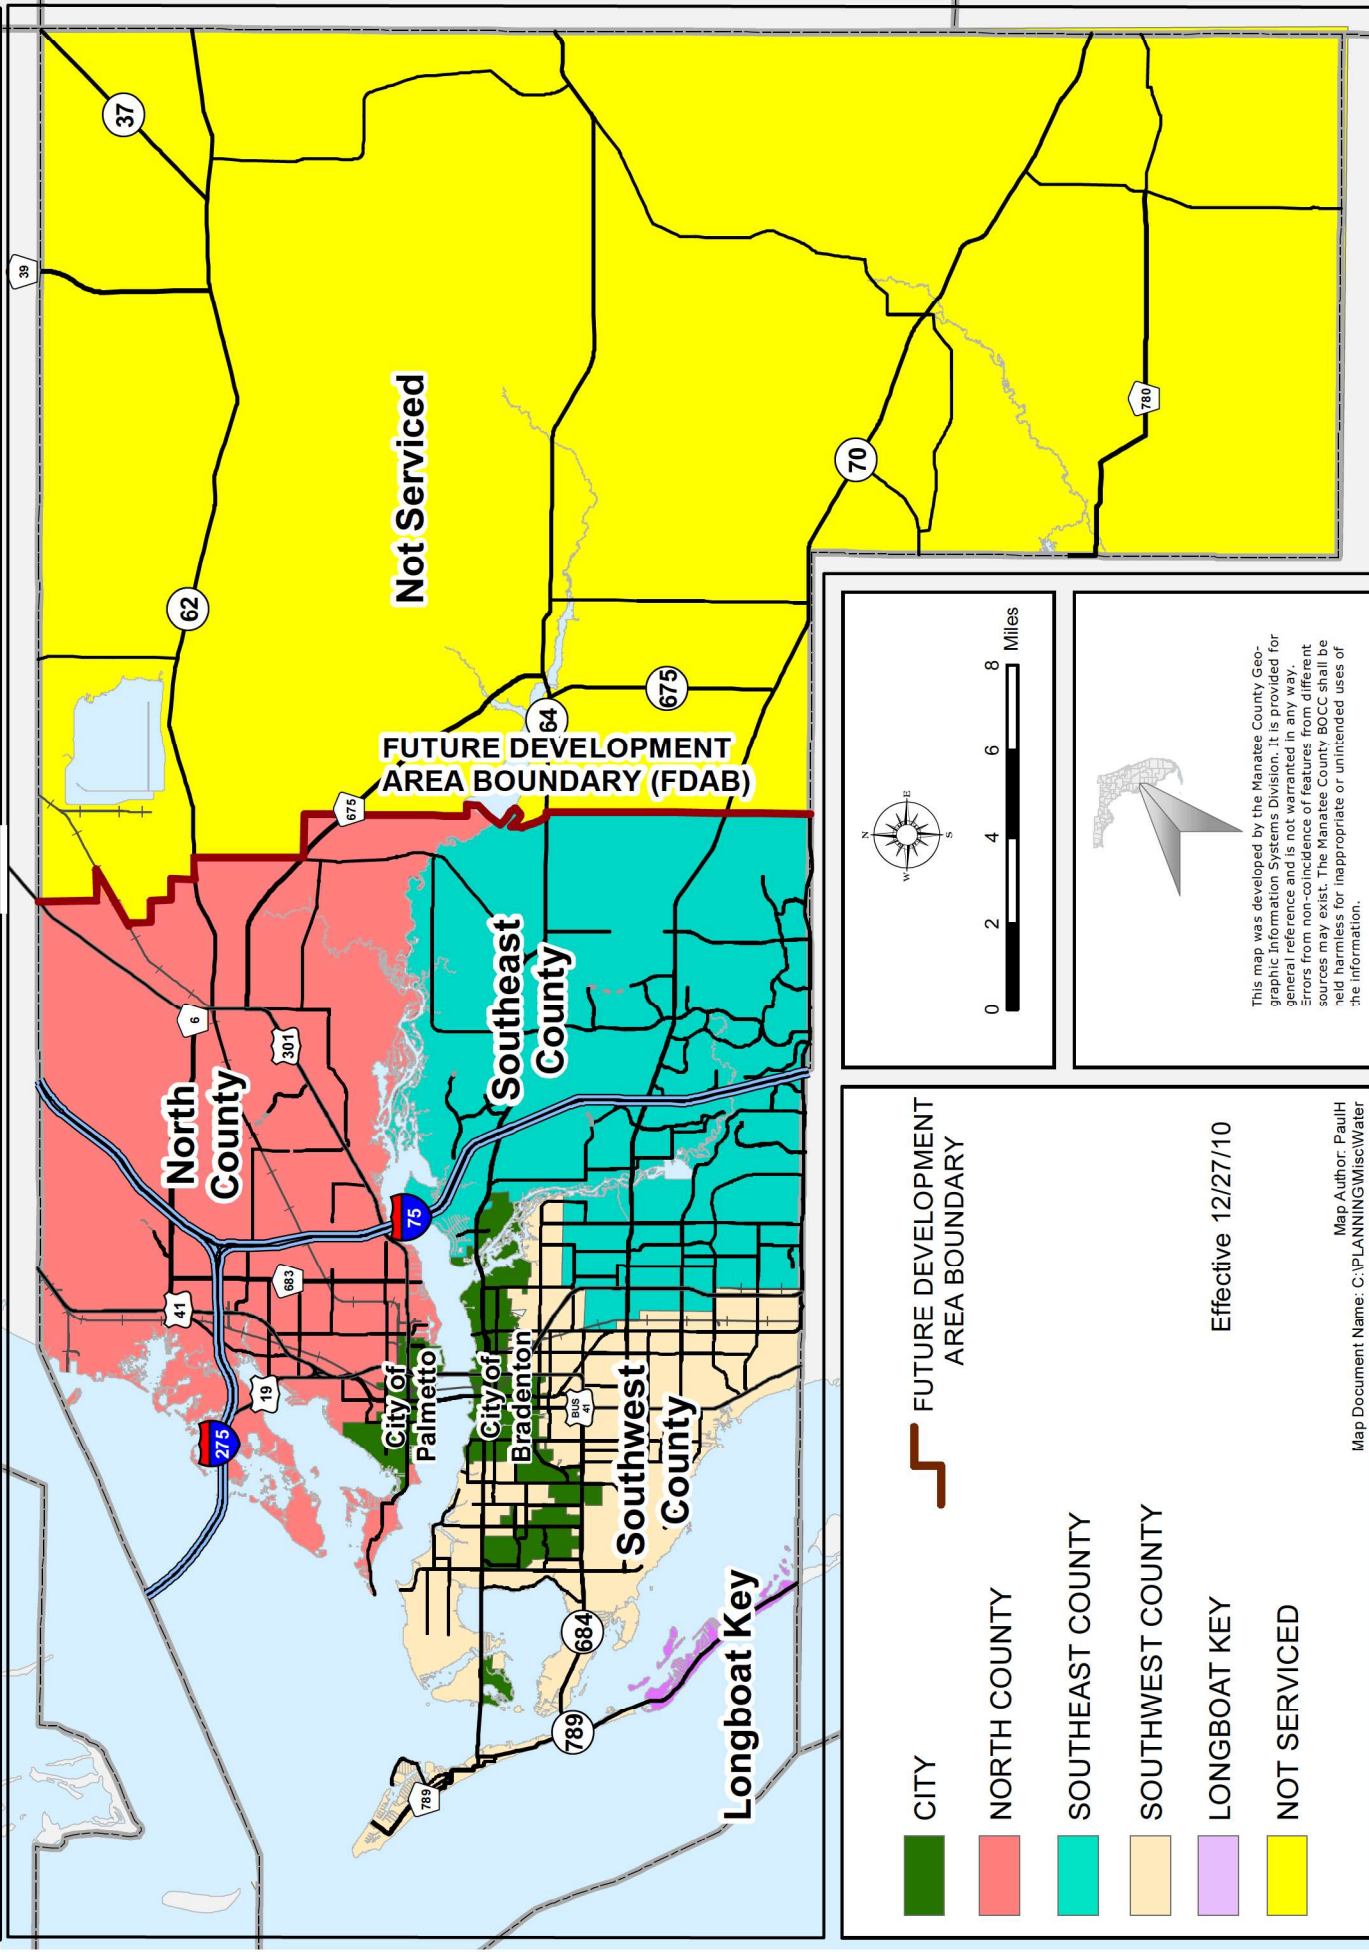 39
37
62
Not Serviced
FUTURE DEVELOPMENT
AREA BOUNDARY (FDAB)
64
675
675
70
780
North
County
6
301
41
683
19
275
75
Southeast
County
City of
Palmetto
City of
Bradenton
BUS
41
Southwest
County
684
789
789
Longboat Key
CITY
NORTH COUNTY
SOUTHEAST COUNTY
SOUTHWEST COUNTY
LONGBOAT KEY
NOT SERVICED
FUTURE DEVELOPMENT
AREA BOUNDARY
Effective 12/27/10
Map Author: PaulH
Map Document Name: C:\PLANNING\Misc\Water
N
E
S
W
0 2 4 6 8
Miles
This map was developed by the Manatee County Geo-
graphic Information Systems Division. It is provided for
general reference and is not warranted in any way.
Errors from non-coincidence of features from different
sources may exist. The Manatee County BOCC shall be
held harmless for inappropriate or unintended uses of
the information.